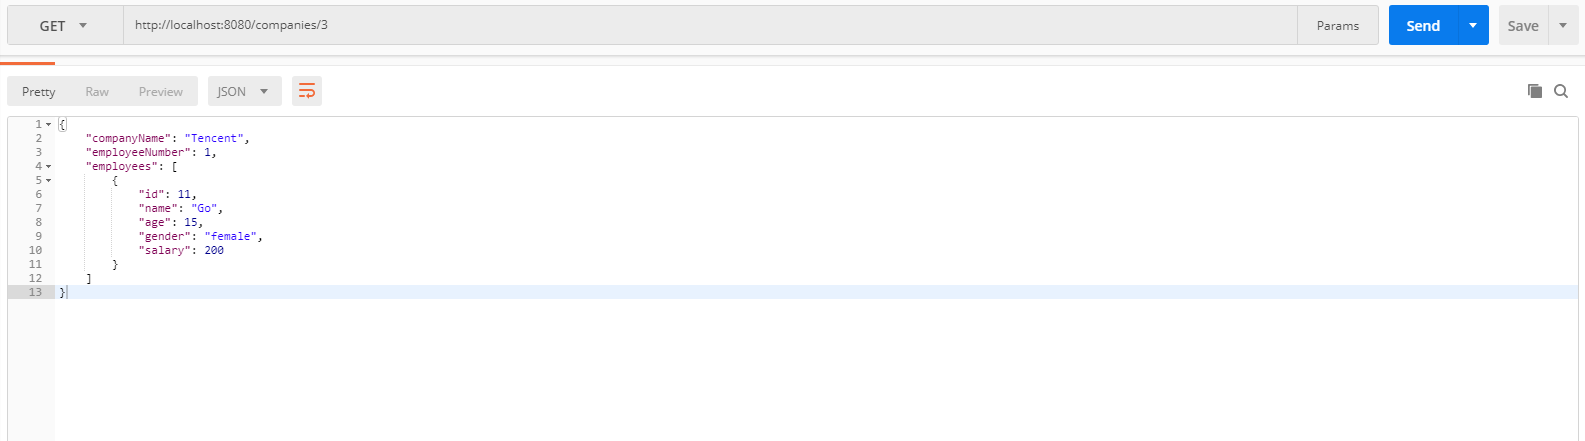 GET http://localhost:8080/companies/3 Params Send Save
Pretty Raw Preview JSON
1 {
2 "companyName": "Tencent",
3 "employeeNumber": 1,
4 "employees": [
5 {
6 "id": 11,
7 "name": "Go",
8 "age": 15,
9 "gender": "female",
10 "salary": 200
11 }
12 ]
13 }